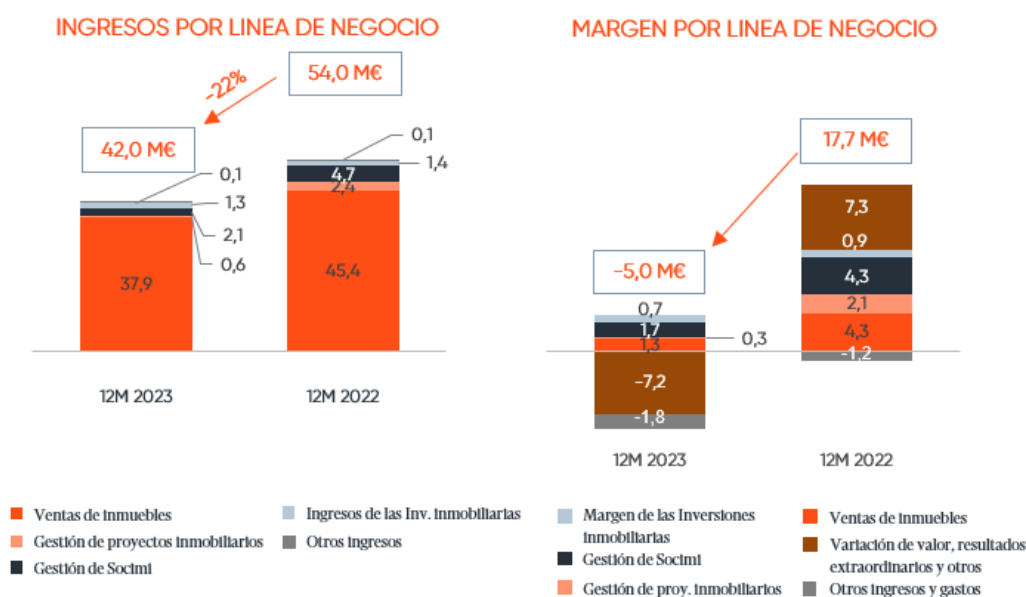 INGRESOS POR LINEA DE NEGOCIO
-22%
54,0 M€
42,0 M€
0,1
1,3
2,1
0,6
37,9
0,1
1,4
4,7
2,4
45,4
12M 2023
12M 2022
Ventas de inmuebles
Gestión de proyectos inmobiliarios
Gestión de Socimi
Ingresos de las Inv. inmobiliarias
Otros ingresos
MARGEN POR LINEA DE NEGOCIO
17,7 M€
-5,0 M€
0,7
1,7
0,3
1,3
-7,2
-1,8
7,3
0,9
4,3
2,1
4,3
-1,2
12M 2023
12M 2022
Margen de las Inversiones
inmobiliarias
Gestión de Socimi
Gestión de proy. inmobiliarios
Ventas de inmuebles
Variación de valor, resultados
extraordinarios y otros
Otros ingresos y gastos